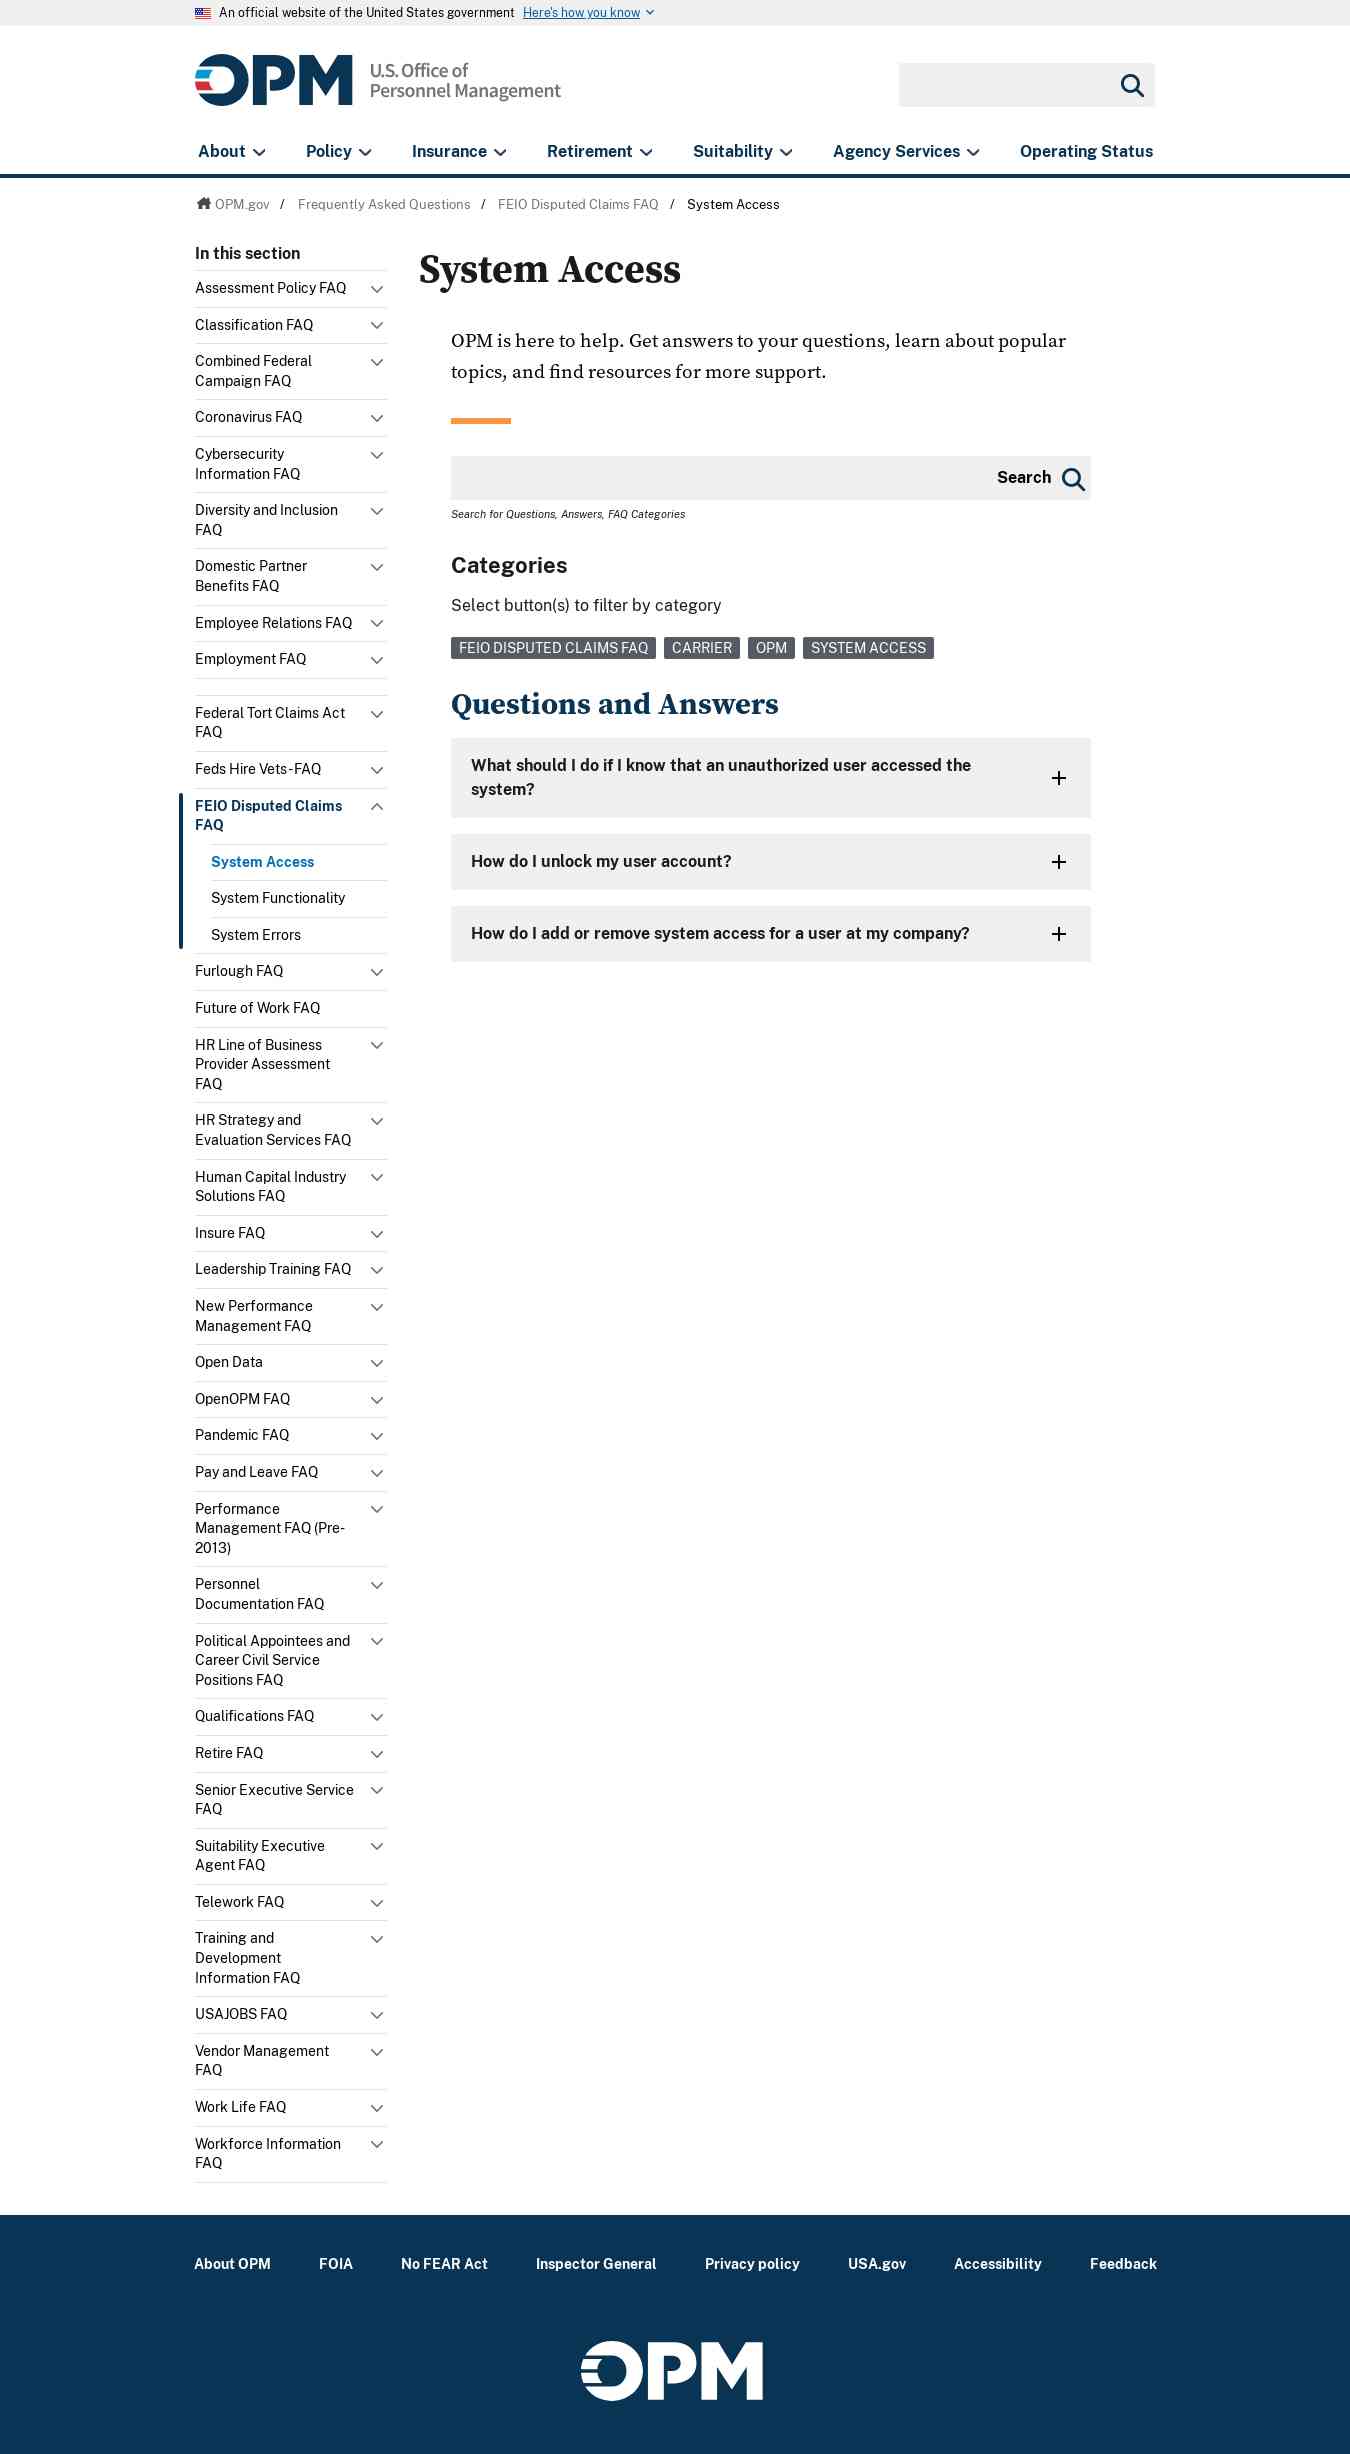 An official website of the United States government Here's how you know
OPM U.S. Office of
Personnel Management
About Policy Insurance Retirement Suitability Agency Services Operating Status
OPM.gov / Frequently Asked Questions / FEIO Disputed Claims FAQ / System Access
In this section
Assessment Policy FAQ
Classification FAQ
Combined Federal
Campaign FAQ
Coronavirus FAQ
Cybersecurity
Information FAQ
Diversity and Inclusion
FAQ
Domestic Partner
Benefits FAQ
Employee Relations FAQ
Employment FAQ
Federal Tort Claims Act
FAQ
Feds Hire Vets - FAQ
FEIO Disputed Claims
FAQ
System Access
System Functionality
System Errors
Furlough FAQ
Future of Work FAQ
HR Line of Business
Provider Assessment
FAQ
HR Strategy and
Evaluation Services FAQ
Human Capital Industry
Solutions FAQ
Insure FAQ
Leadership Training FAQ
New Performance
Management FAQ
Open Data
OpenOPM FAQ
Pandemic FAQ
Pay and Leave FAQ
Performance
Management FAQ (Pre-
2013)
Personnel
Documentation FAQ
Political Appointees and
Career Civil Service
Positions FAQ
Qualifications FAQ
Retire FAQ
Senior Executive Service
FAQ
Suitability Executive
Agent FAQ
Telework FAQ
Training and
Development
Information FAQ
USAJOBS FAQ
Vendor Management
FAQ
Work Life FAQ
Workforce Information
FAQ
System Access
OPM is here to help. Get answers to your questions, learn about popular
topics, and find resources for more support.
Search
Search for Questions, Answers, FAQ Categories
Categories
Select button(s) to filter by category
FEIO DISPUTED CLAIMS FAQ CARRIER OPM SYSTEM ACCESS
Questions and Answers
What should I do if I know that an unauthorized user accessed the
system?
How do I unlock my user account?
How do I add or remove system access for a user at my company?
About OPM FOIA No FEAR Act Inspector General Privacy policy USA.gov Accessibility Feedback
OPM